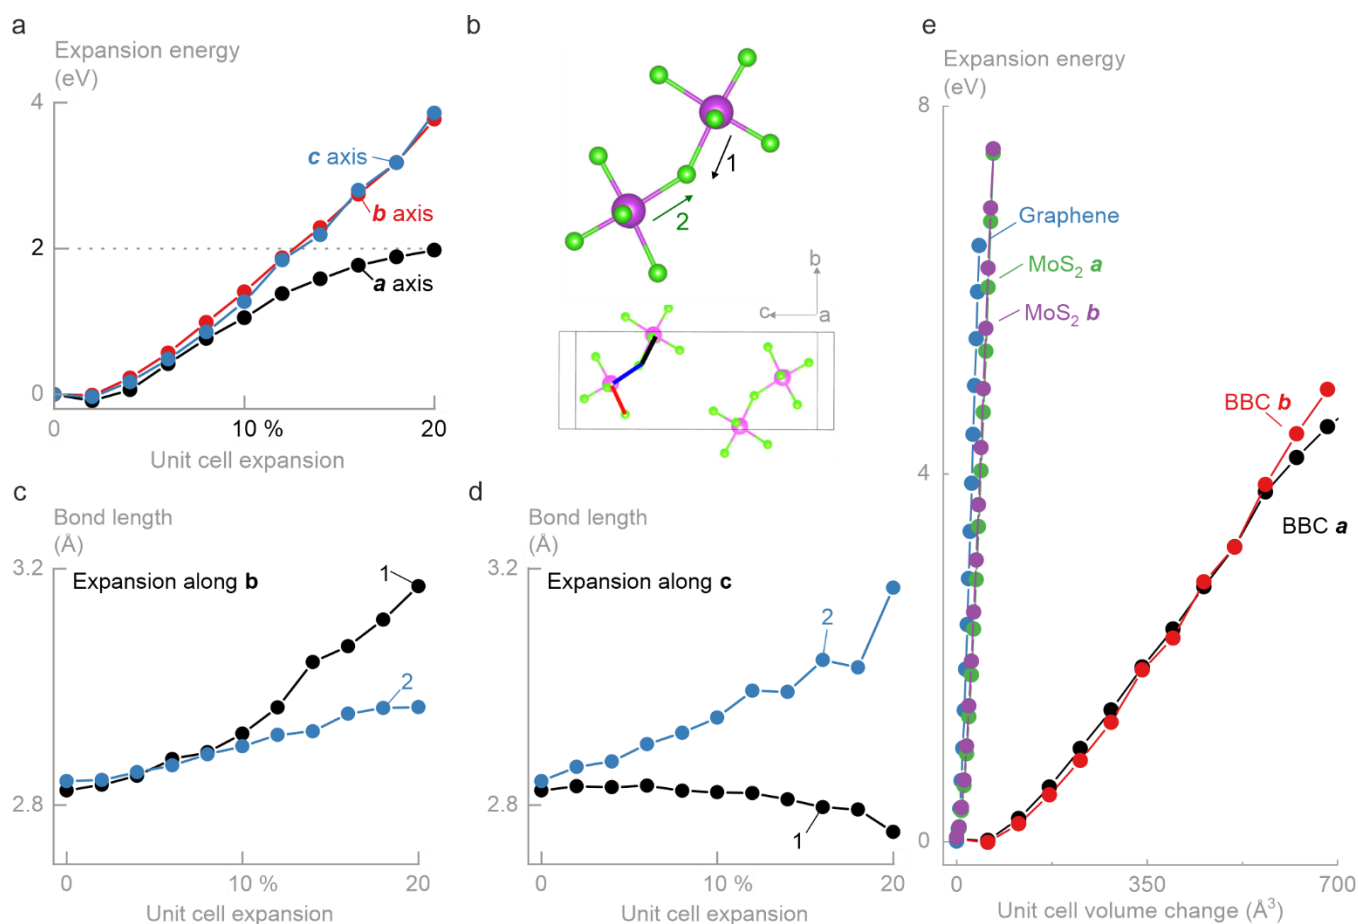 a
Expansion energy
(eV)
4
c axis
b axis
2
a axis
0
0
10 %
20
Unit cell expansion
b
1
2
b
c
a
c
Bond length
(Å)
3.2
Expansion along b
1
2
2.8
0
10 %
20
Unit cell expansion
d
Bond length
(Å)
3.2
Expansion along c
2
2.8
1
0
10 %
20
Unit cell expansion
e
Expansion energy
(eV)
8
Graphene
MoS₂ a
MoS₂ b
BBC b
4
BBC a
0
0
350
700
Unit cell volume change (Å³)